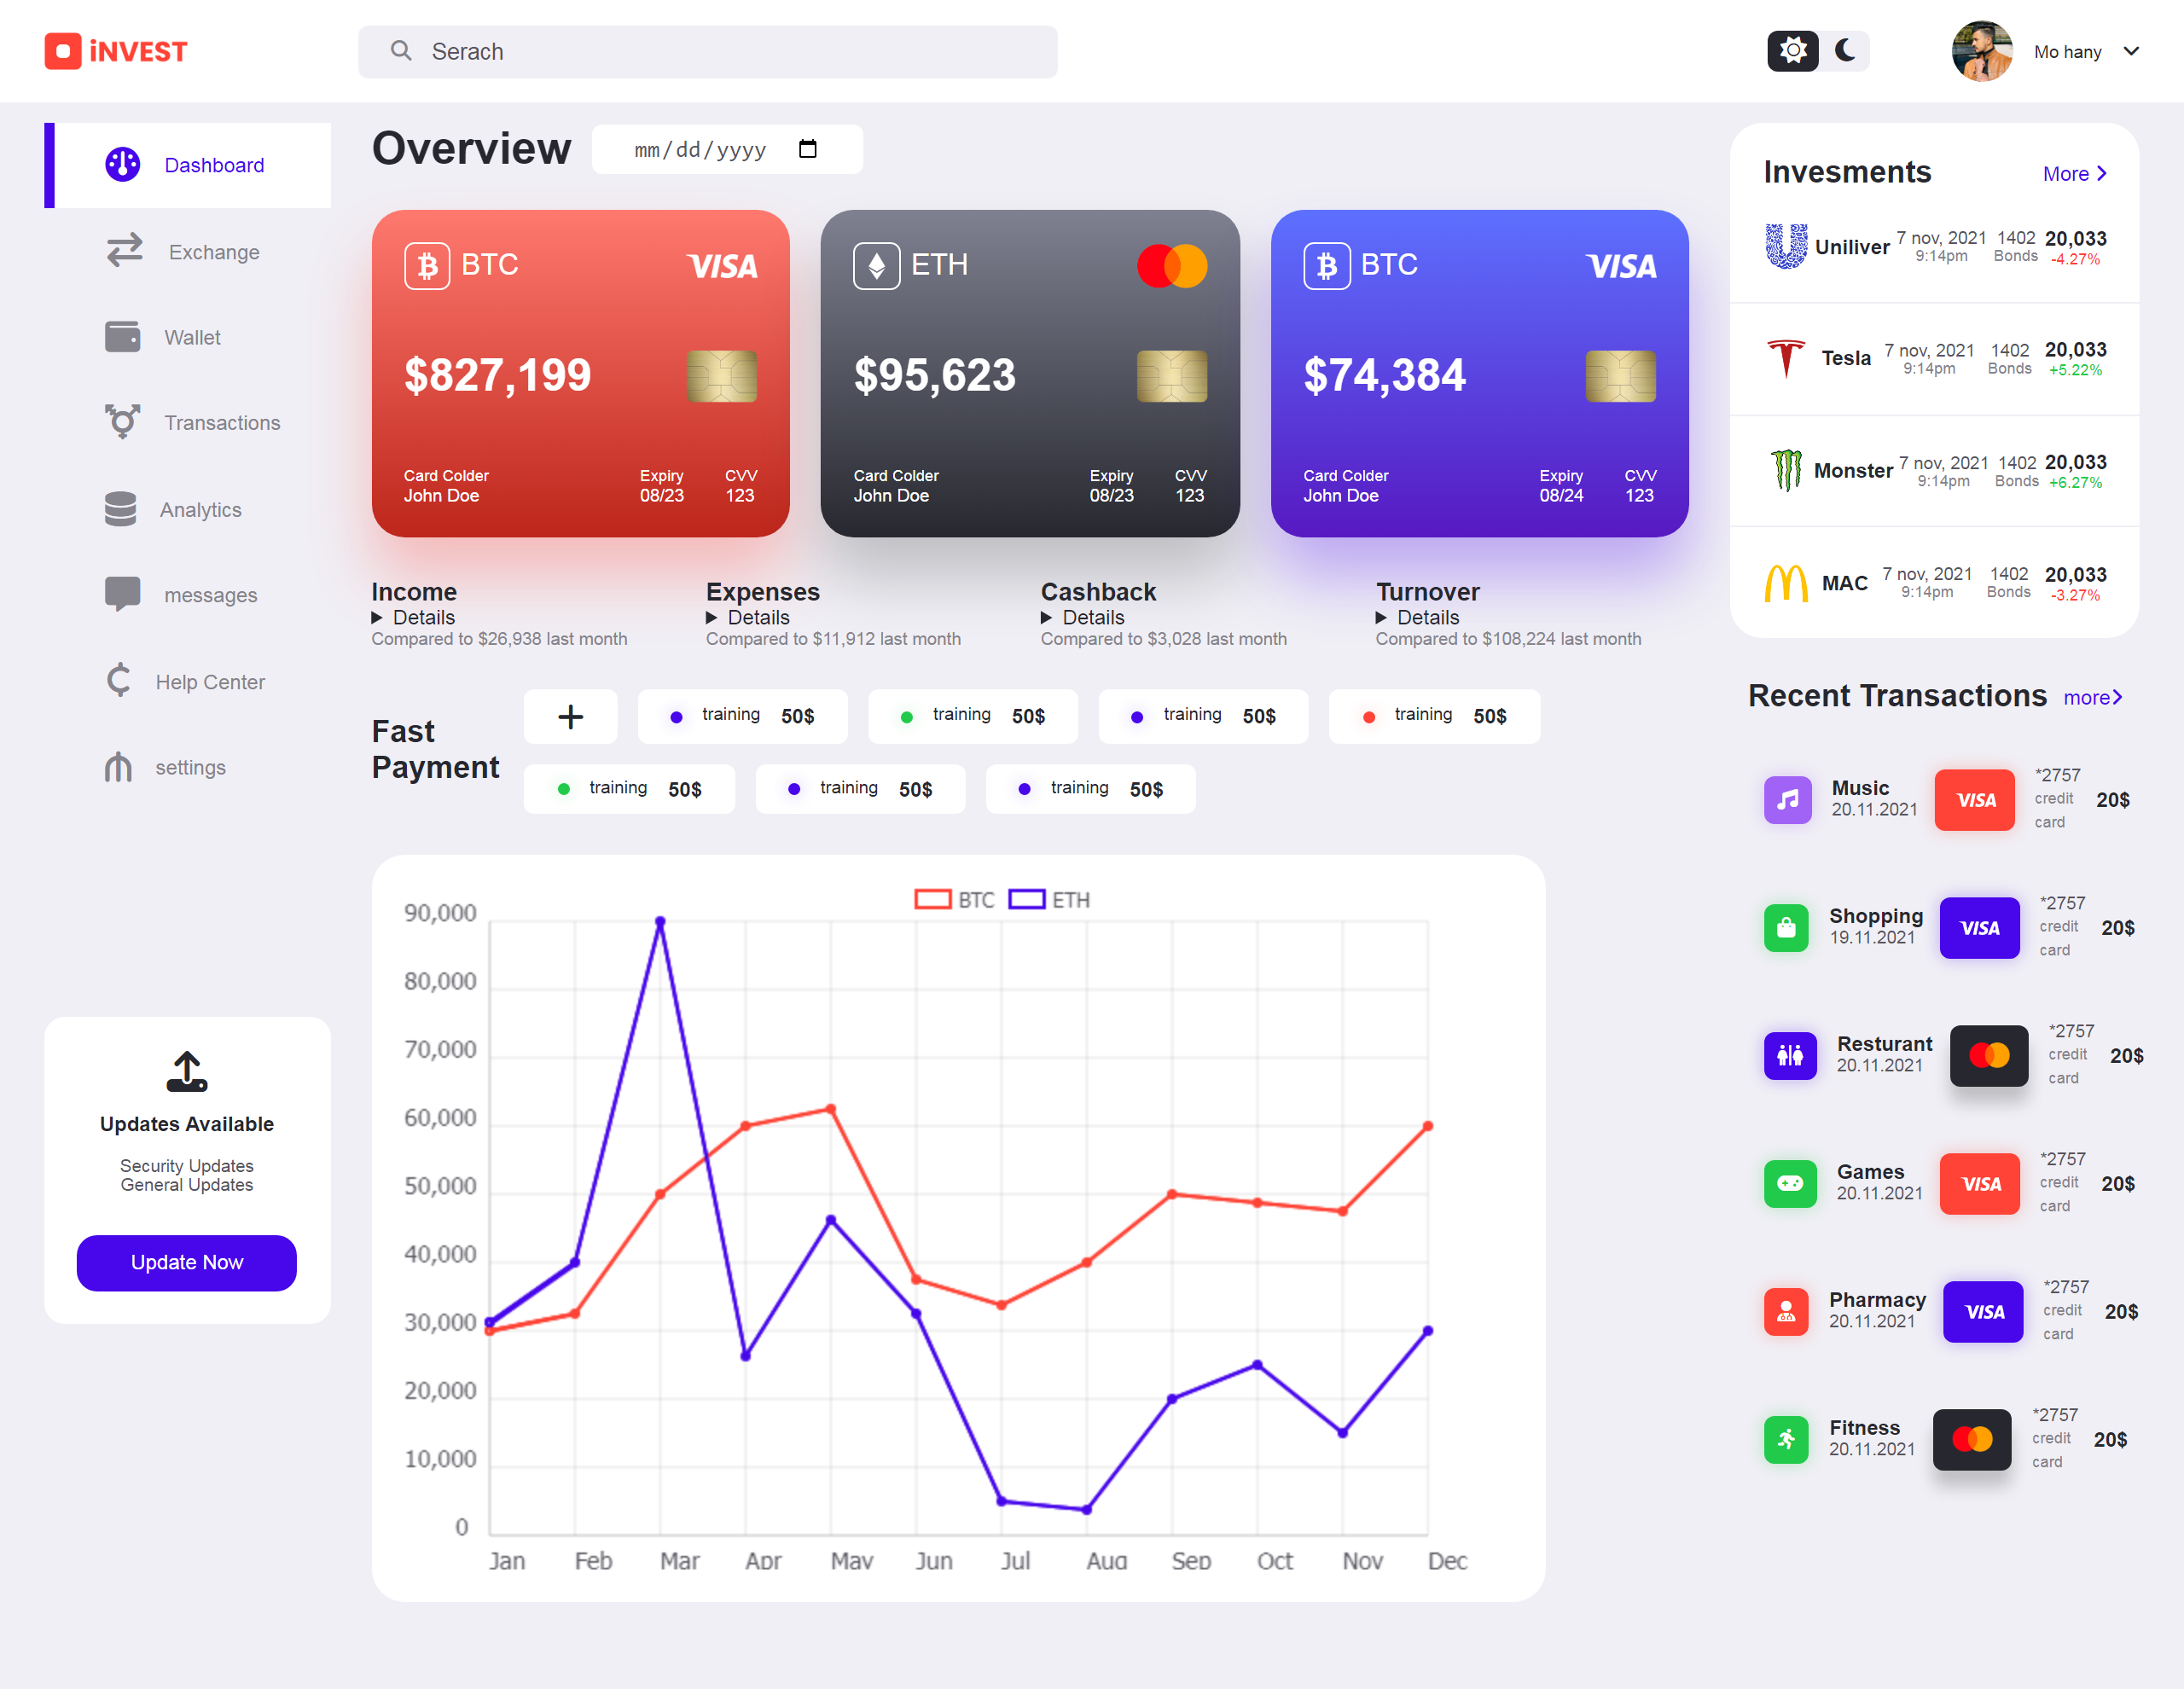 iNVEST
Serach
Mo hany
Dashboard
Exchange
Wallet
Transactions
Analytics
messages
Help Center
settings
Updates Available
Security Updates
General Updates
Update Now
Overview
mm/dd/yyyy
BTC VISA
$827,199
Card Colder Expiry CVV
John Doe 08/23 123
ETH
$95,623
Card Colder Expiry CVV
John Doe 08/23 123
BTC VISA
$74,384
Card Colder Expiry CVV
John Doe 08/24 123
Income
Details
Compared to $26,938 last month
Expenses
Details
Compared to $11,912 last month
Cashback
Details
Compared to $3,028 last month
Turnover
Details
Compared to $108,224 last month
Fast
Payment
+
training 50$
training 50$
training 50$
training 50$
training 50$
training 50$
training 50$
BTC ETH
90,000
80,000
70,000
60,000
50,000
40,000
30,000
20,000
10,000
0
Jan Feb Mar Apr May Jun Jul Aug Sep Oct Nov Dec
Invesments More
Uniliver 7 nov, 2021 1402 20,033
9:14pm Bonds -4.27%
Tesla 7 nov, 2021 1402 20,033
9:14pm Bonds +5.22%
Monster 7 nov, 2021 1402 20,033
9:14pm Bonds +6.27%
MAC 7 nov, 2021 1402 20,033
9:14pm Bonds -3.27%
Recent Transactions more
Music
20.11.2021
VISA
*2757
credit
card
20$
Shopping
19.11.2021
VISA
*2757
credit
card
20$
Resturant
20.11.2021
*2757
credit
card
20$
Games
20.11.2021
VISA
*2757
credit
card
20$
Pharmacy
20.11.2021
VISA
*2757
credit
card
20$
Fitness
20.11.2021
*2757
credit
card
20$